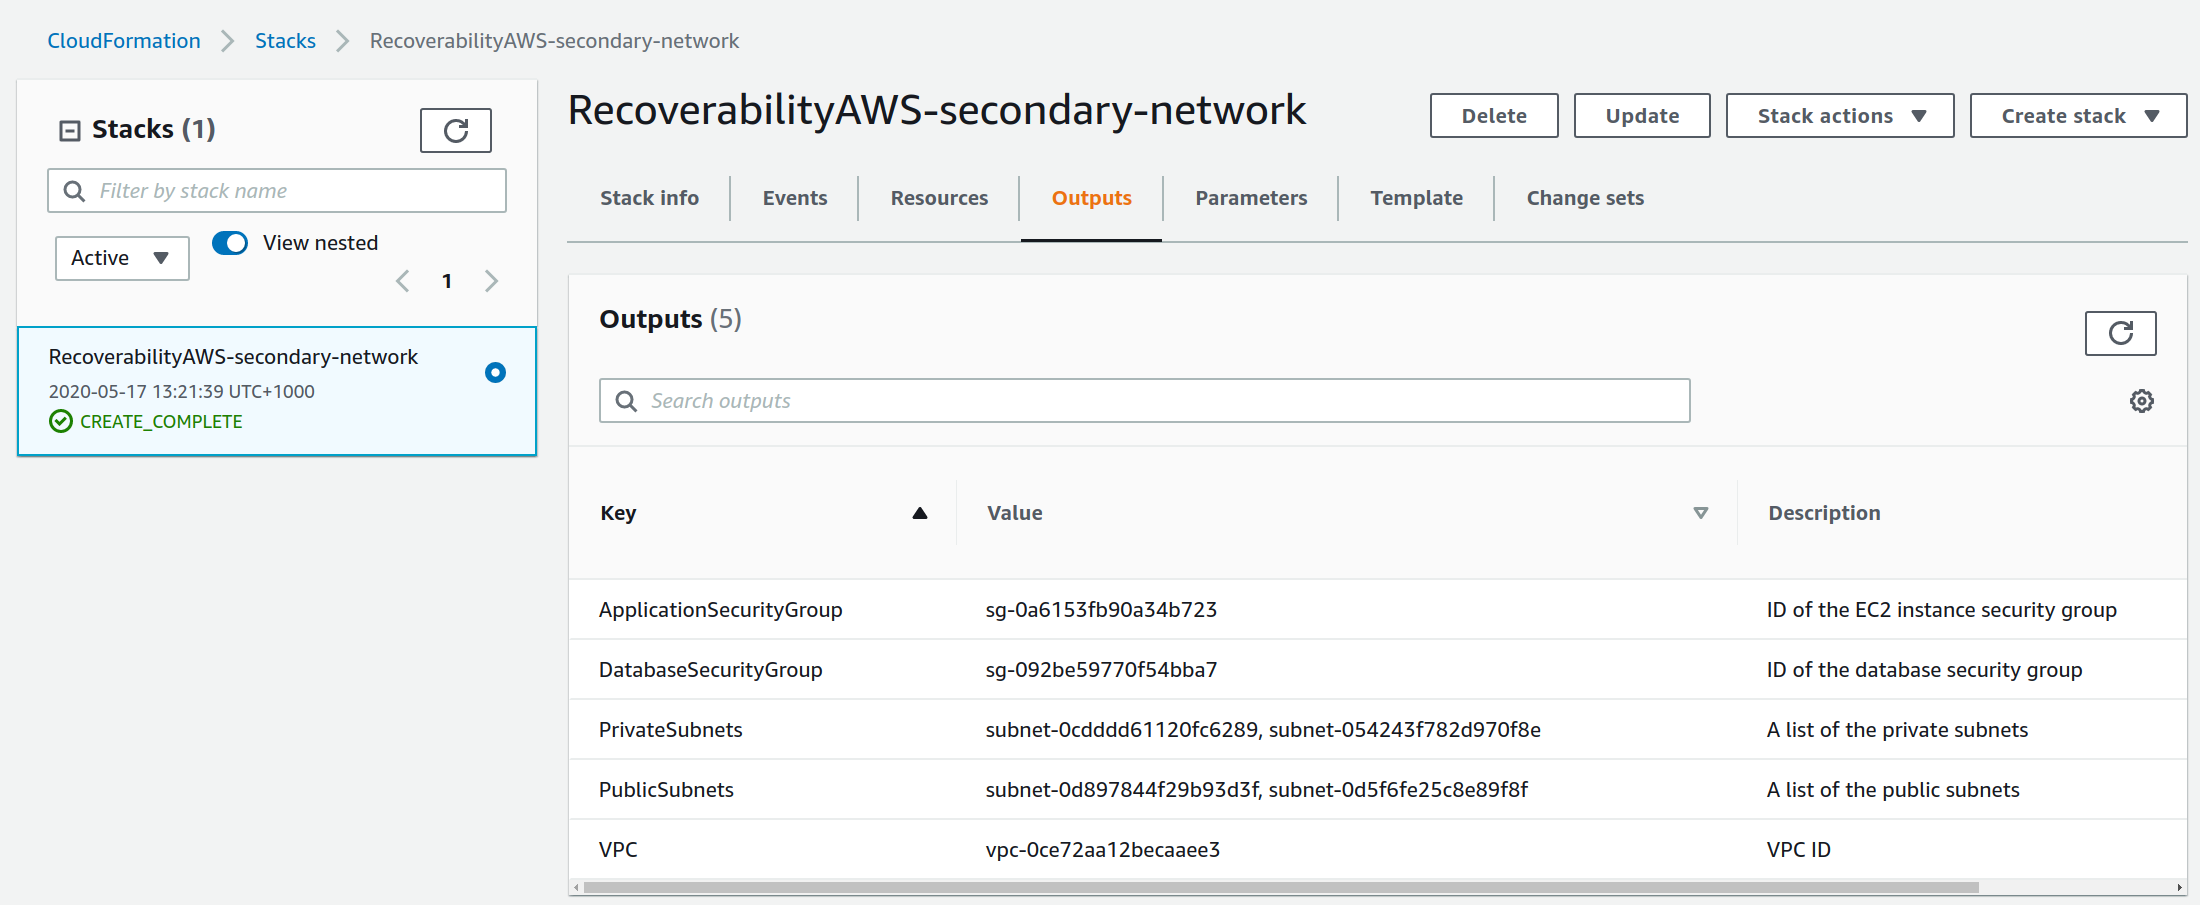 CloudFormation Stacks RecoverabilityAWS-secondary-network
Stacks (1)
Filter by stack name
Active View nested
1
RecoverabilityAWS-secondary-network
2020-05-17 13:21:39 UTC+1000
CREATE_COMPLETE
RecoverabilityAWS-secondary-network Delete Update Stack actions Create stack
Stack info Events Resources Outputs Parameters Template Change sets
Outputs (5)
Search outputs
Key Value Description
ApplicationSecurityGroup sg-0a6153fb90a34b723 ID of the EC2 instance security group
DatabaseSecurityGroup sg-092be59770f54bba7 ID of the database security group
PrivateSubnets subnet-0cdddd61120fc6289, subnet-054243f782d970f8e A list of the private subnets
PublicSubnets subnet-0d897844f29b93d3f, subnet-0d5f6fe25c8e89f8f A list of the public subnets
VPC vpc-0ce72aa12becaaee3 VPC ID